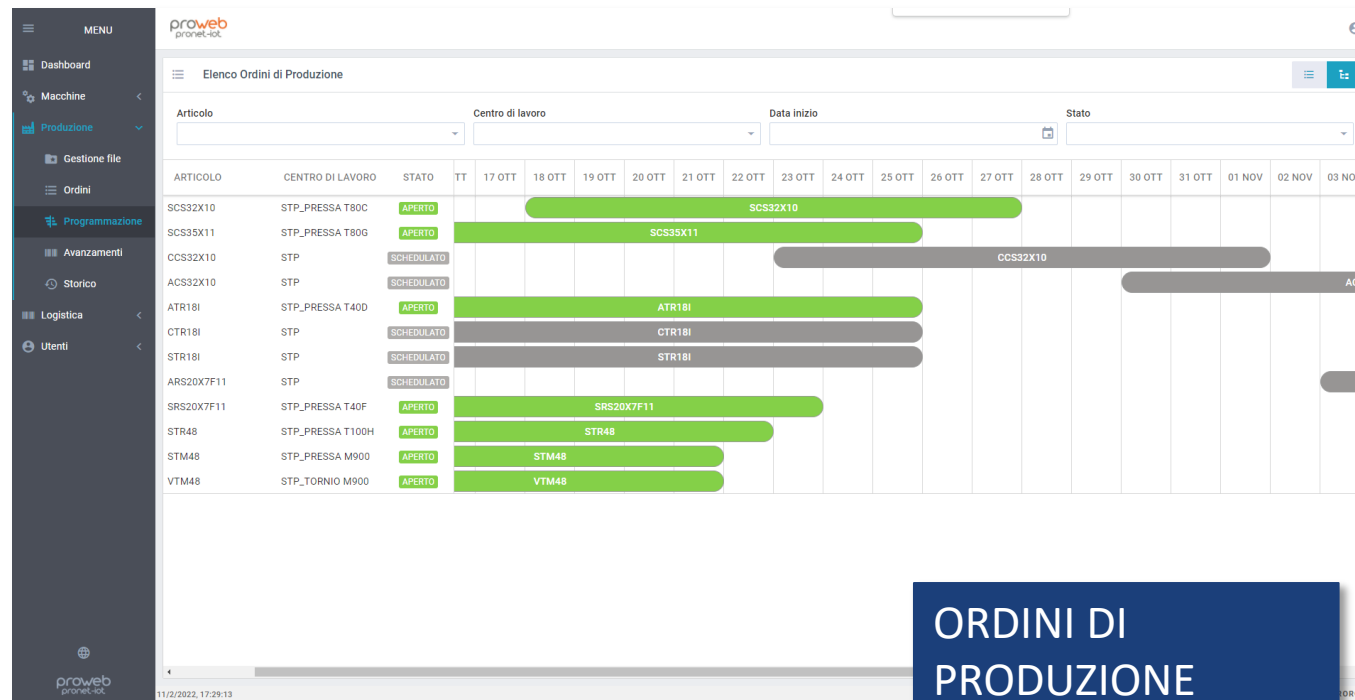 MENU
proweb
pronet-iot
Dashboard
Macchine
Produzione
Gestione file
Ordini
Programmazione
Avanzamenti
Storico
Logistica
Utenti
proweb
pronet-iot
Elenco Ordini di Produzione
Articolo Centro di lavoro Data inizio Stato
ARTICOLO CENTRO DI LAVORO STATO TT 17 OTT 18 OTT 19 OTT 20 OTT 21 OTT 22 OTT 23 OTT 24 OTT 25 OTT 26 OTT 27 OTT 28 OTT 29 OTT 30 OTT 31 OTT 01 NOV 02 NOV 03 NO
SCS32X10 STP_PRESSA T80C APERTO SCS32X10
SCS35X11 STP_PRESSA T80G APERTO SCS35X11
CCS32X10 STP SCHEDULATO CCS32X10
ACS32X10 STP SCHEDULATO AC
ATR18I STP_PRESSA T40D APERTO ATR18I
CTR18I STP SCHEDULATO CTR18I
STR18I STP SCHEDULATO STR18I
ARS20X7F11 STP SCHEDULATO
SRS20X7F11 STP_PRESSA T40F APERTO SRS20X7F11
STR48 STP_PRESSA T100H APERTO STR48
STM48 STP_PRESSA M900 APERTO STM48
VTM48 STP_TORNIO M900 APERTO VTM48
11/2/2022, 17:29:13
ORDINI DI
PRODUZIONE